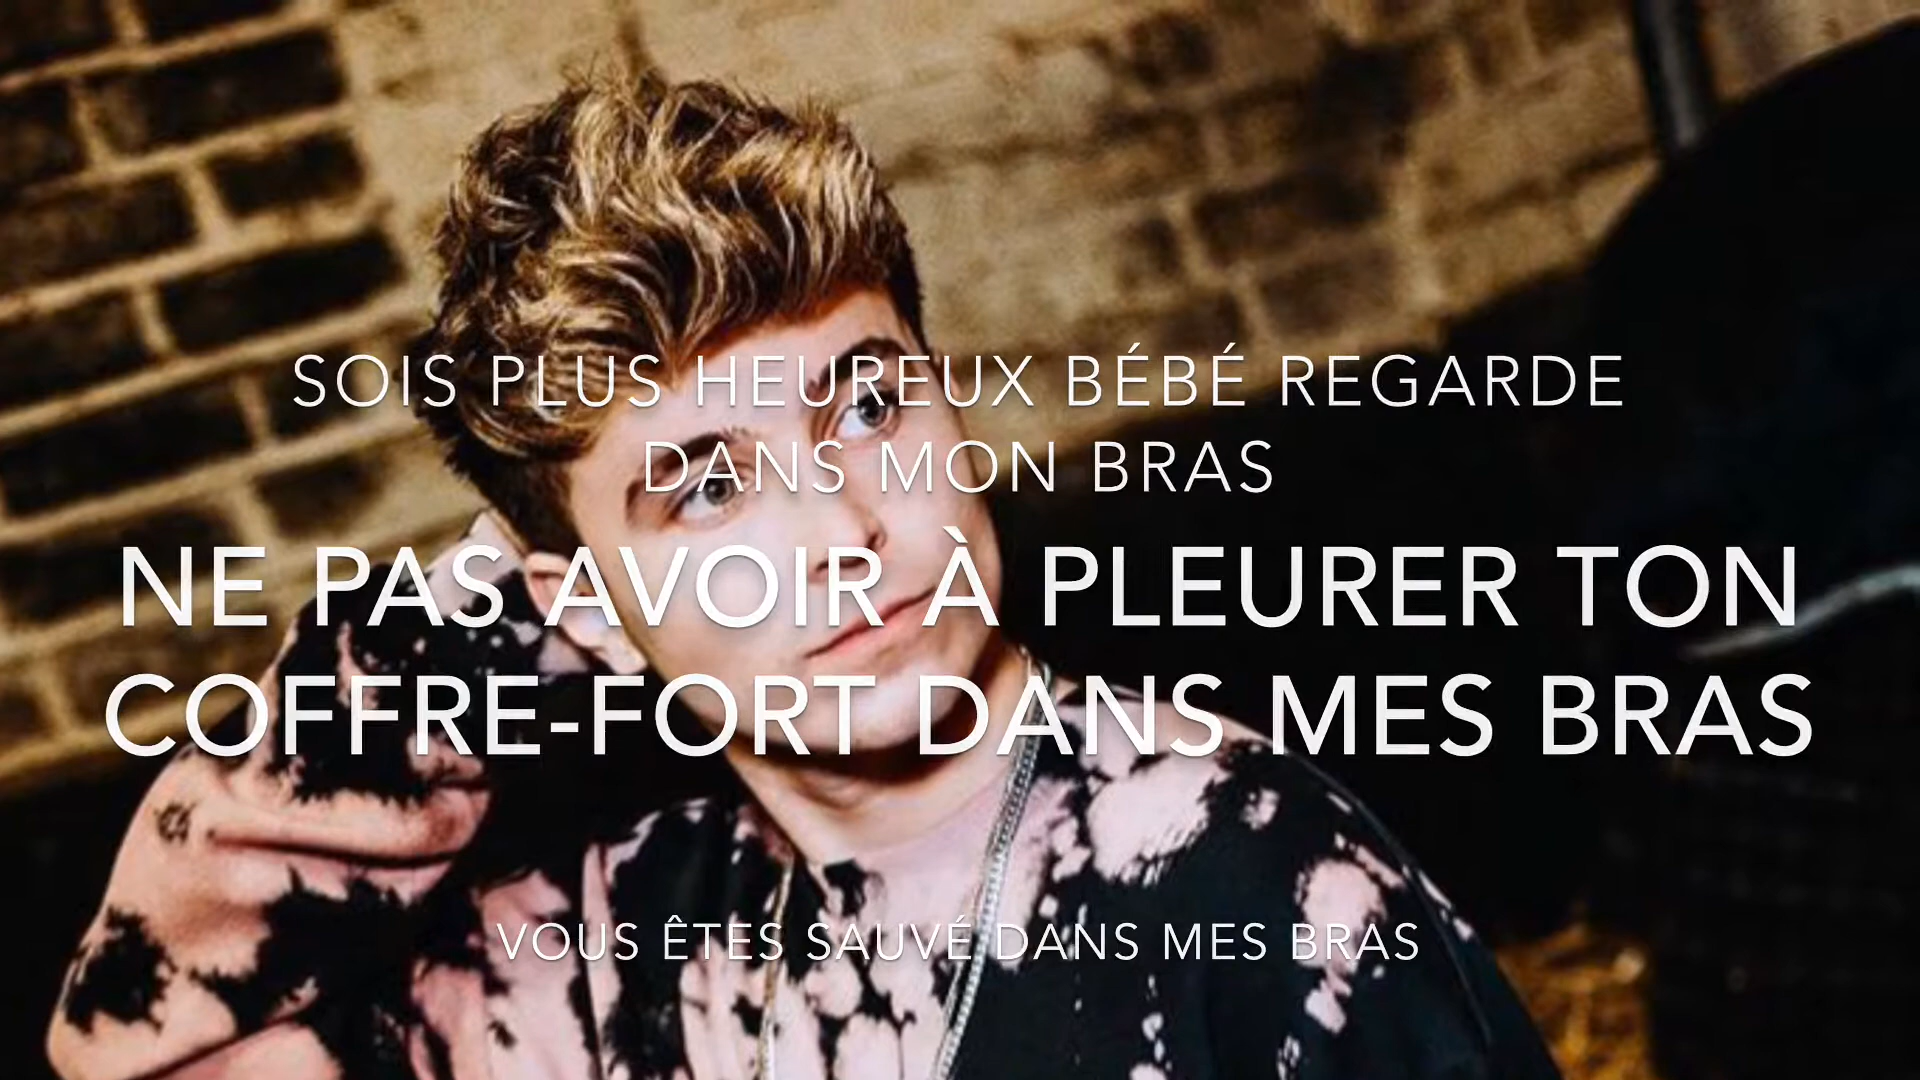 SOIS PLUS HEUREUX BÉBÉ REGARDE
DANS MON BRAS
NE PAS AVOIR À PLEURER TON
COFFRE-FORT DANS MES BRAS
VOUS ÊTES SAUVÉ DANS MES BRAS